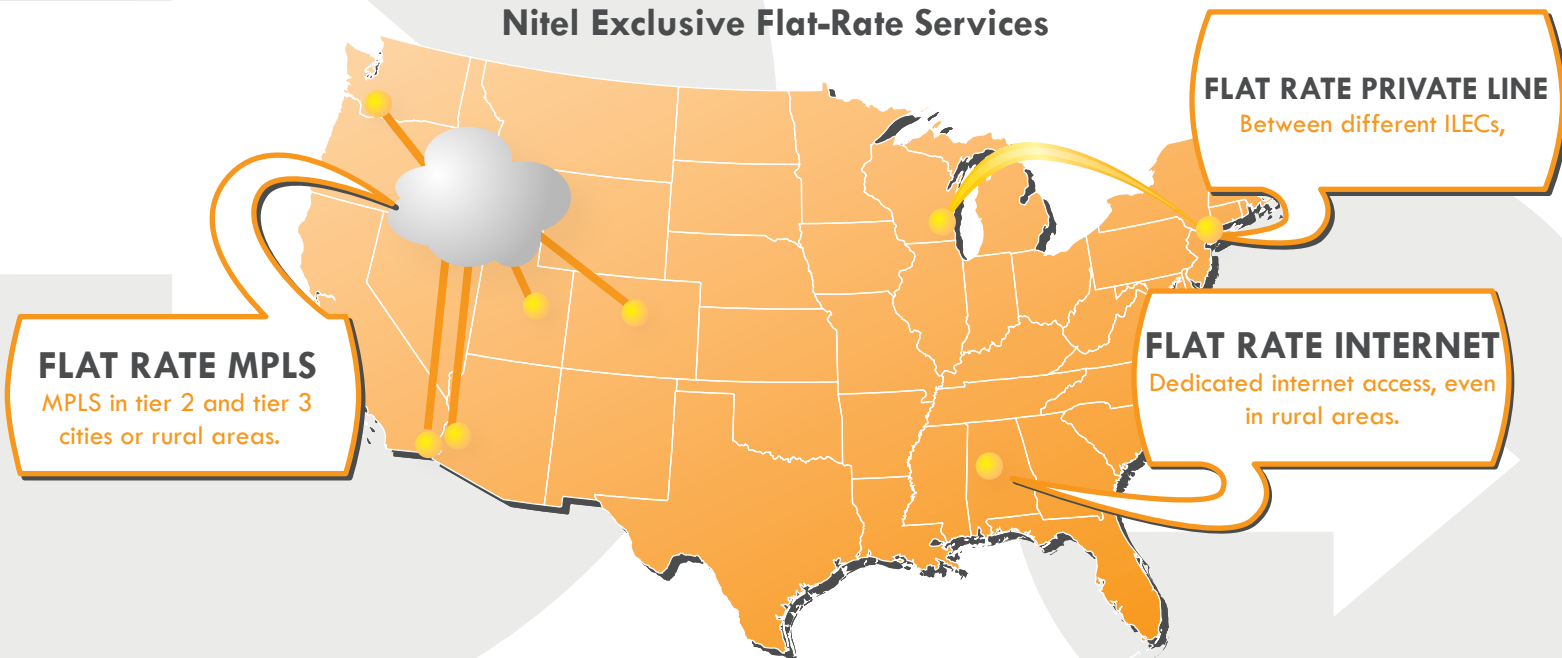 Nitel Exclusive Flat-Rate Services
FLAT RATE PRIVATE LINE
Between different ILECs,
FLAT RATE MPLS
MPLS in tier 2 and tier 3
cities or rural areas.
FLAT RATE INTERNET
Dedicated internet access, even
in rural areas.